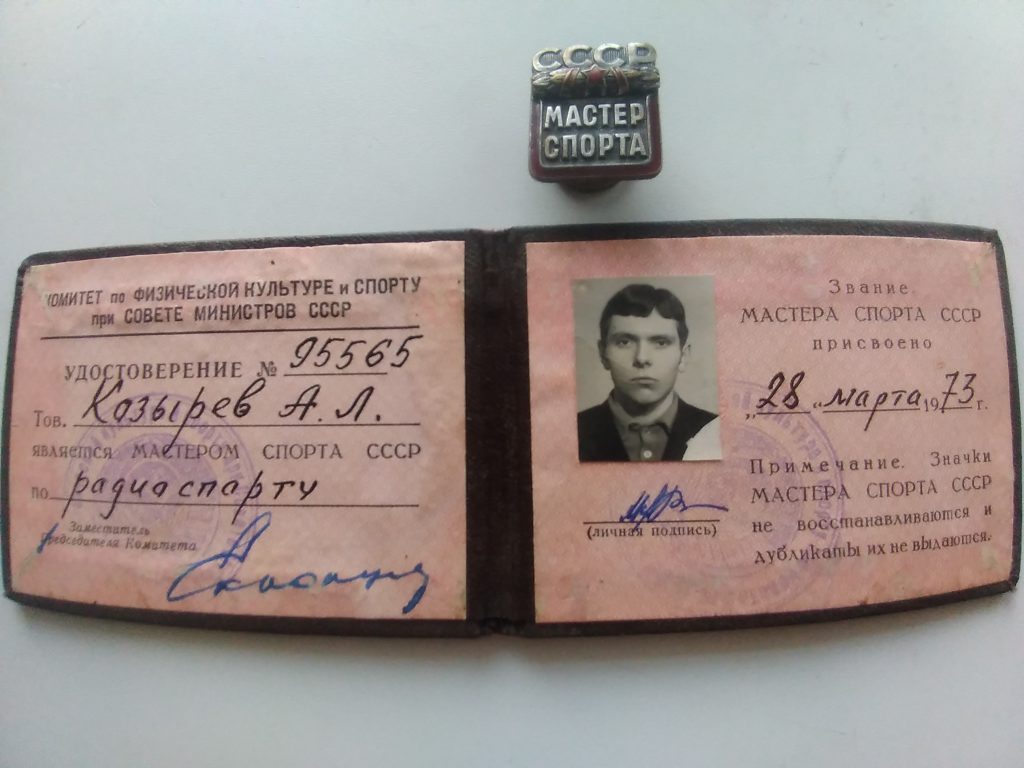 СССР
МАСТЕР
СПОРТА
КОМИТЕТ по ФИЗИЧЕСКОЙ КУЛЬТУРЕ и СПОРТУ
при СОВЕТЕ МИНИСТРОВ СССР
УДОСТОВЕРЕНИЕ № 95565
Тов. Козырев А.Л.
является МАСТЕРОМ СПОРТА СССР
по радиоспорту
Заместитель
Председателя Комитета
Звание
МАСТЕРА СПОРТА СССР
присвоено
„28 „ марта 1973 г.
(личная подпись)
Примечание. Значки
МАСТЕРА СПОРТА СССР
не восстанавливаются и
дубликаты их не выдаются.